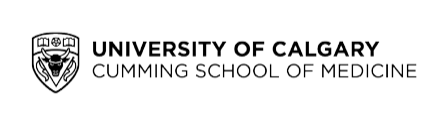 UNIVERSITY OF CALGARY
CUMMING SCHOOL OF MEDICINE